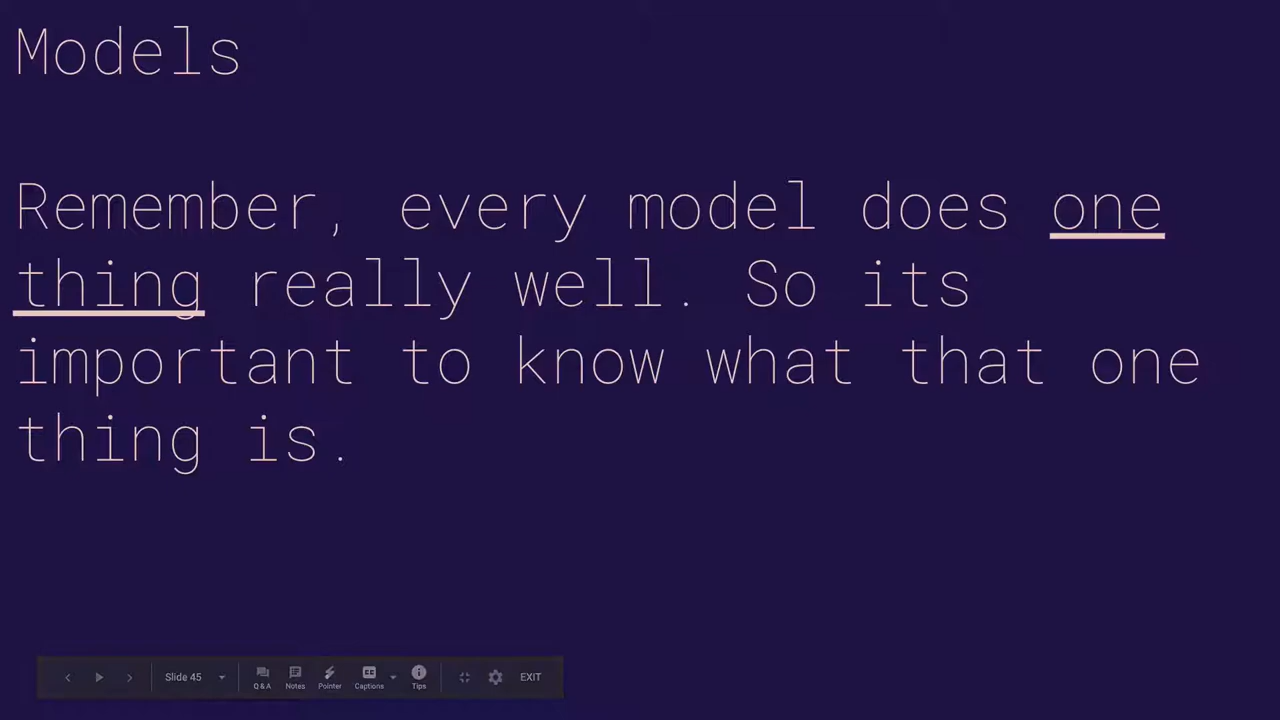 Models
Remember, every model does one
thing really well. So its
important to know what that one
thing is.
Slide 45
Q & A
Notes
Pointer
CC
Captions
Tips
EXIT